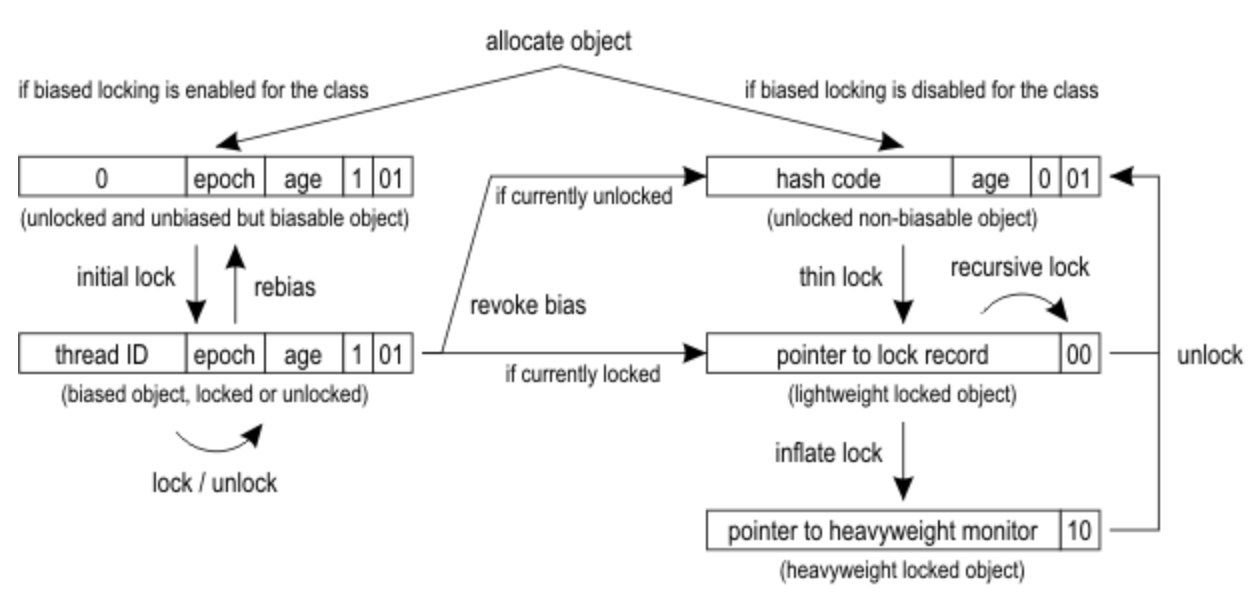 allocate object
if biased locking is enabled for the class
if biased locking is disabled for the class
0 epoch age 1 01
(unlocked and unbiased but biasable object)
initial lock
rebias
thread ID epoch age 1 01
(biased object, locked or unlocked)
lock / unlock
if currently unlocked
revoke bias
if currently locked
hash code age 0 01
(unlocked non-biasable object)
thin lock
recursive lock
pointer to lock record 00
(lightweight locked object)
unlock
inflate lock
pointer to heavyweight monitor 10
(heavyweight locked object)